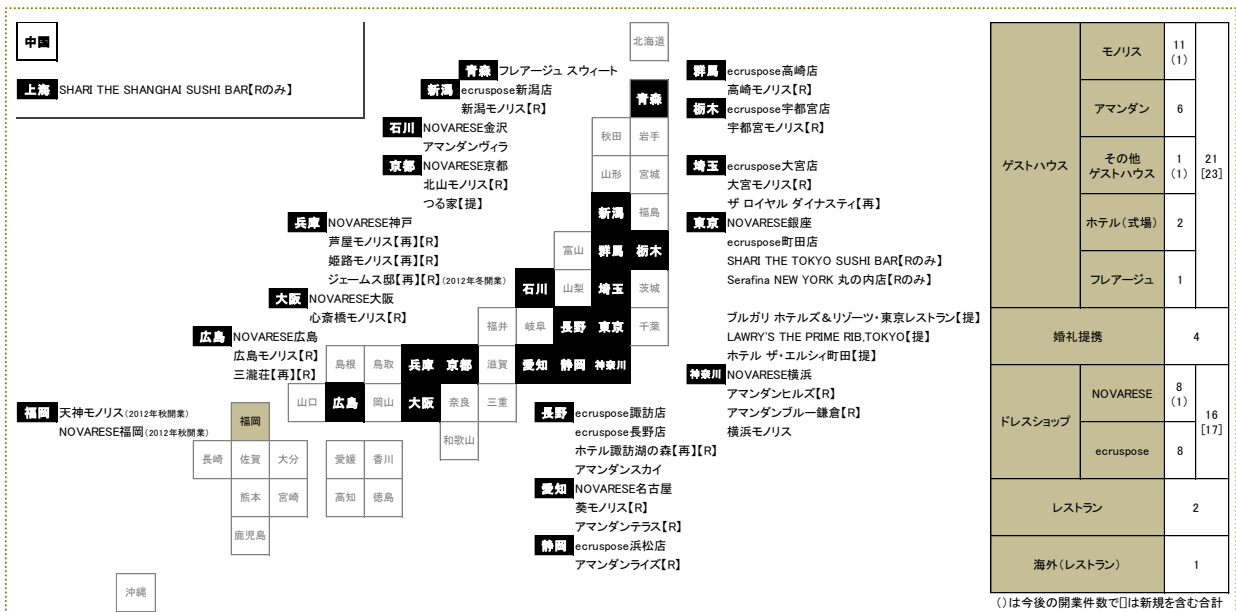 中国
上海 SHARI THE SHANGHAI SUSHI BAR【Rのみ】
青森 フレアージュ スウィート
新潟 ecruspose新潟店
新潟モノリス【R】
石川 NOVARESE金沢
アマンダンヴィラ
京都 NOVARESE京都
北山モノリス【R】
つる家【提】
兵庫 NOVARESE神戸
芦屋モノリス【再】【R】
姫路モノリス【再】【R】
ジェームス邸【再】【R】(2012年冬開業)
大阪 NOVARESE大阪
心斎橋モノリス【R】
広島 NOVARESE広島
広島モノリス【R】
三瀧荘【再】【R】
福岡 天神モノリス(2012年秋開業)
NOVARESE福岡(2012年秋開業)
群馬 ecruspose高崎店
高崎モノリス【R】
栃木 ecruspose宇都宮店
宇都宮モノリス【R】
埼玉 ecruspose大宮店
大宮モノリス【R】
ザ ロイヤル ダイナスティ【再】
東京 NOVARESE銀座
ecruspose町田店
SHARI THE TOKYO SUSHI BAR【Rのみ】
Serafina NEW YORK 丸の内店【Rのみ】
ブルガリ ホテルズ&リゾーツ・東京レストラン【提】
LAWRY'S THE PRIME RIB,TOKYO【提】
ホテル ザ・エルシィ町田【提】
神奈川 NOVARESE横浜
アマンダンヒルズ【R】
アマンダンブルー鎌倉【R】
横浜モノリス
長野 ecruspose諏訪店
ecruspose長野店
ホテル諏訪湖の森【再】【R】
アマンダンスカイ
愛知 NOVARESE名古屋
葵モノリス【R】
アマンダンテラス【R】
静岡 ecruspose浜松店
アマンダンライズ【R】
北海道
青森
秋田 岩手
山形 宮城
新潟 福島
富山 群馬 栃木
石川 山梨 埼玉 茨城
福井 岐阜 長野 東京 千葉
島根 鳥取 兵庫 京都 滋賀 愛知 静岡 神奈川
山口 広島 岡山 大阪 奈良 三重
和歌山
福岡
長崎 佐賀 大分 愛媛 香川
熊本 宮崎 高知 徳島
鹿児島
沖縄
ゲストハウス
モノリス 11
(1)
アマンダン 6
その他
ゲストハウス 1
(1)
ホテル(式場) 2
フレアージュ 1
21
[23]
婚礼提携 4
ドレスショップ
NOVARESE 8
(1)
ecruspose 8
16
[17]
レストラン 2
海外(レストラン) 1
()は今後の開業件数で[]は新規を含む合計